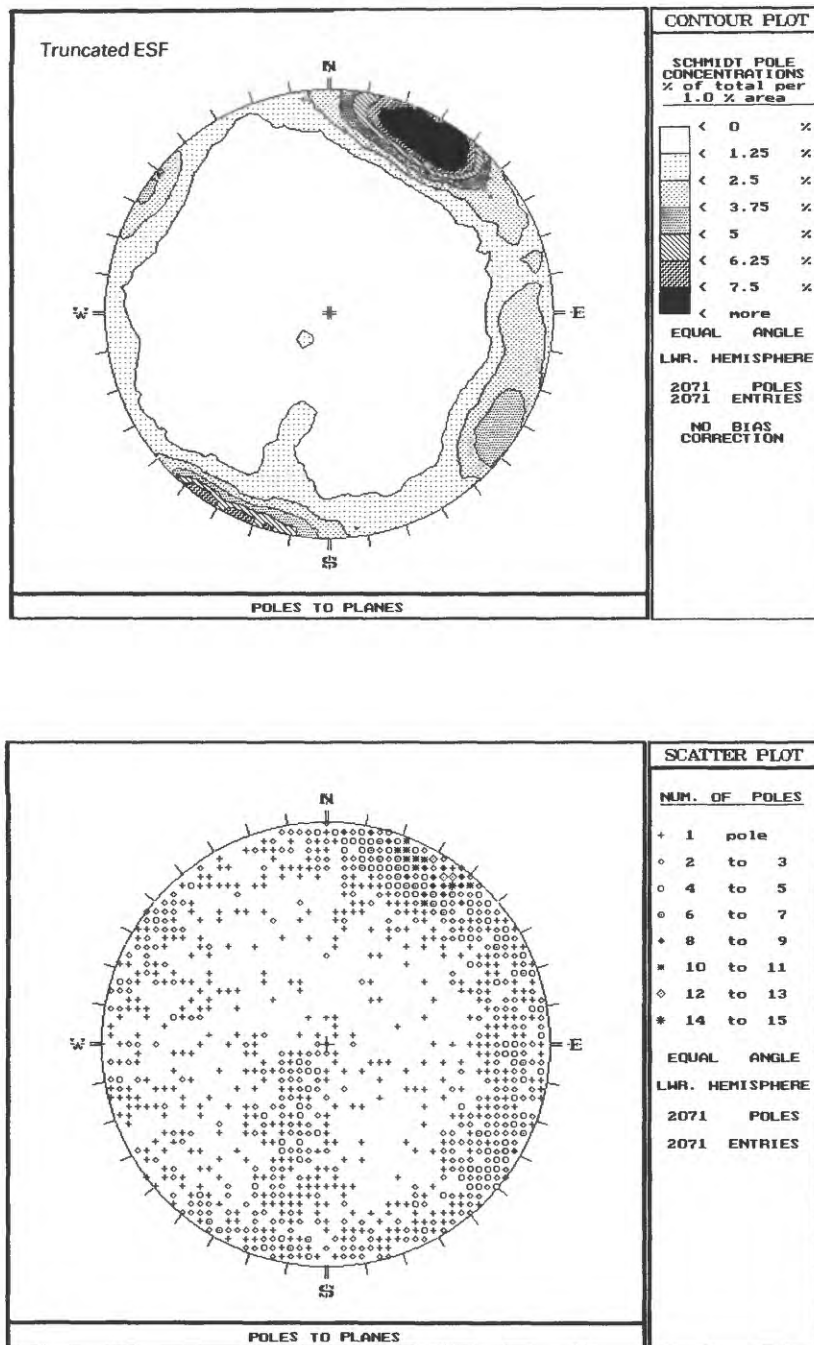 Truncated ESF
N
W
E
S
POLES TO PLANES
CONTOUR PLOT
SCHMIDT POLE
CONCENTRATIONS
% of total per
1.0 % area
< 0 %
< 1.25 %
< 2.5 %
< 3.75 %
< 5 %
< 6.25 %
< 7.5 %
< more
EQUAL ANGLE
LWR. HEMISPHERE
2071 POLES
2071 ENTRIES
NO BIAS
CORRECTION
N
W
E
S
POLES TO PLANES
SCATTER PLOT
NUM. OF POLES
1 pole
2 to 3
4 to 5
6 to 7
8 to 9
10 to 11
12 to 13
14 to 15
EQUAL ANGLE
LWR. HEMISPHERE
2071 POLES
2071 ENTRIES